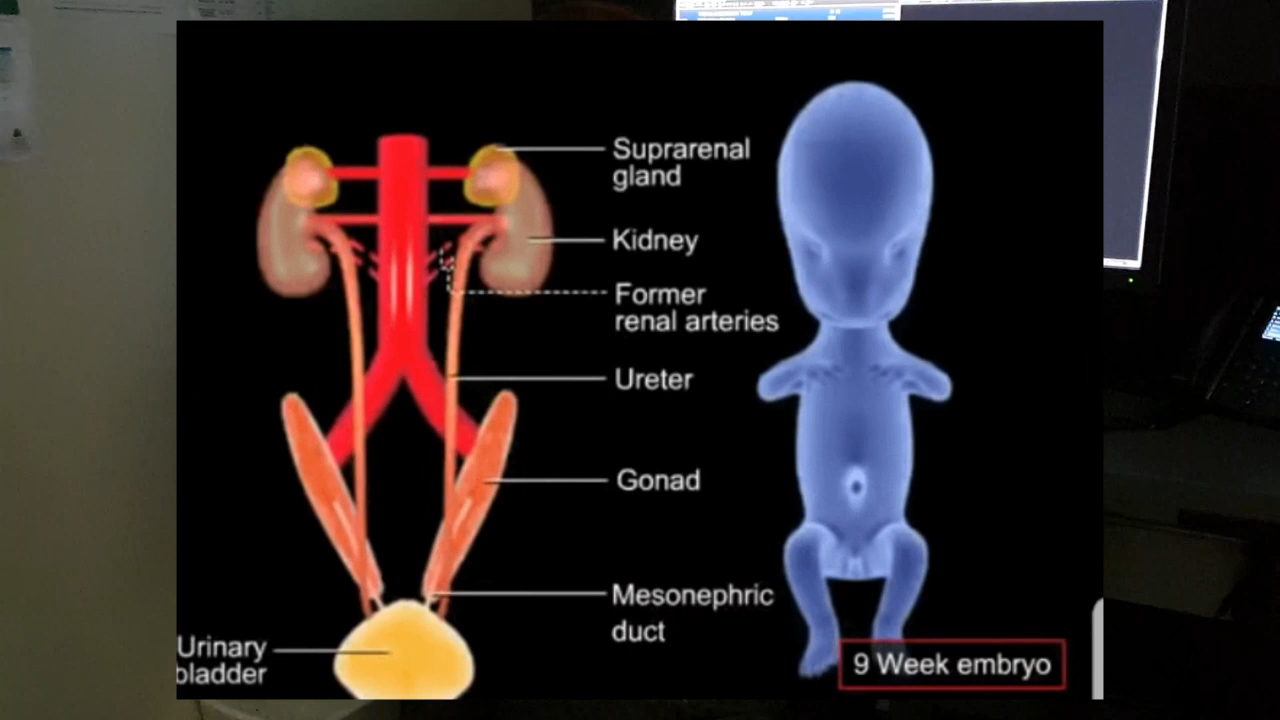 Suprarenal
gland
Kidney
Former
renal arteries
Ureter
Gonad
Mesonephric
duct
Urinary
bladder
9 Week embryo